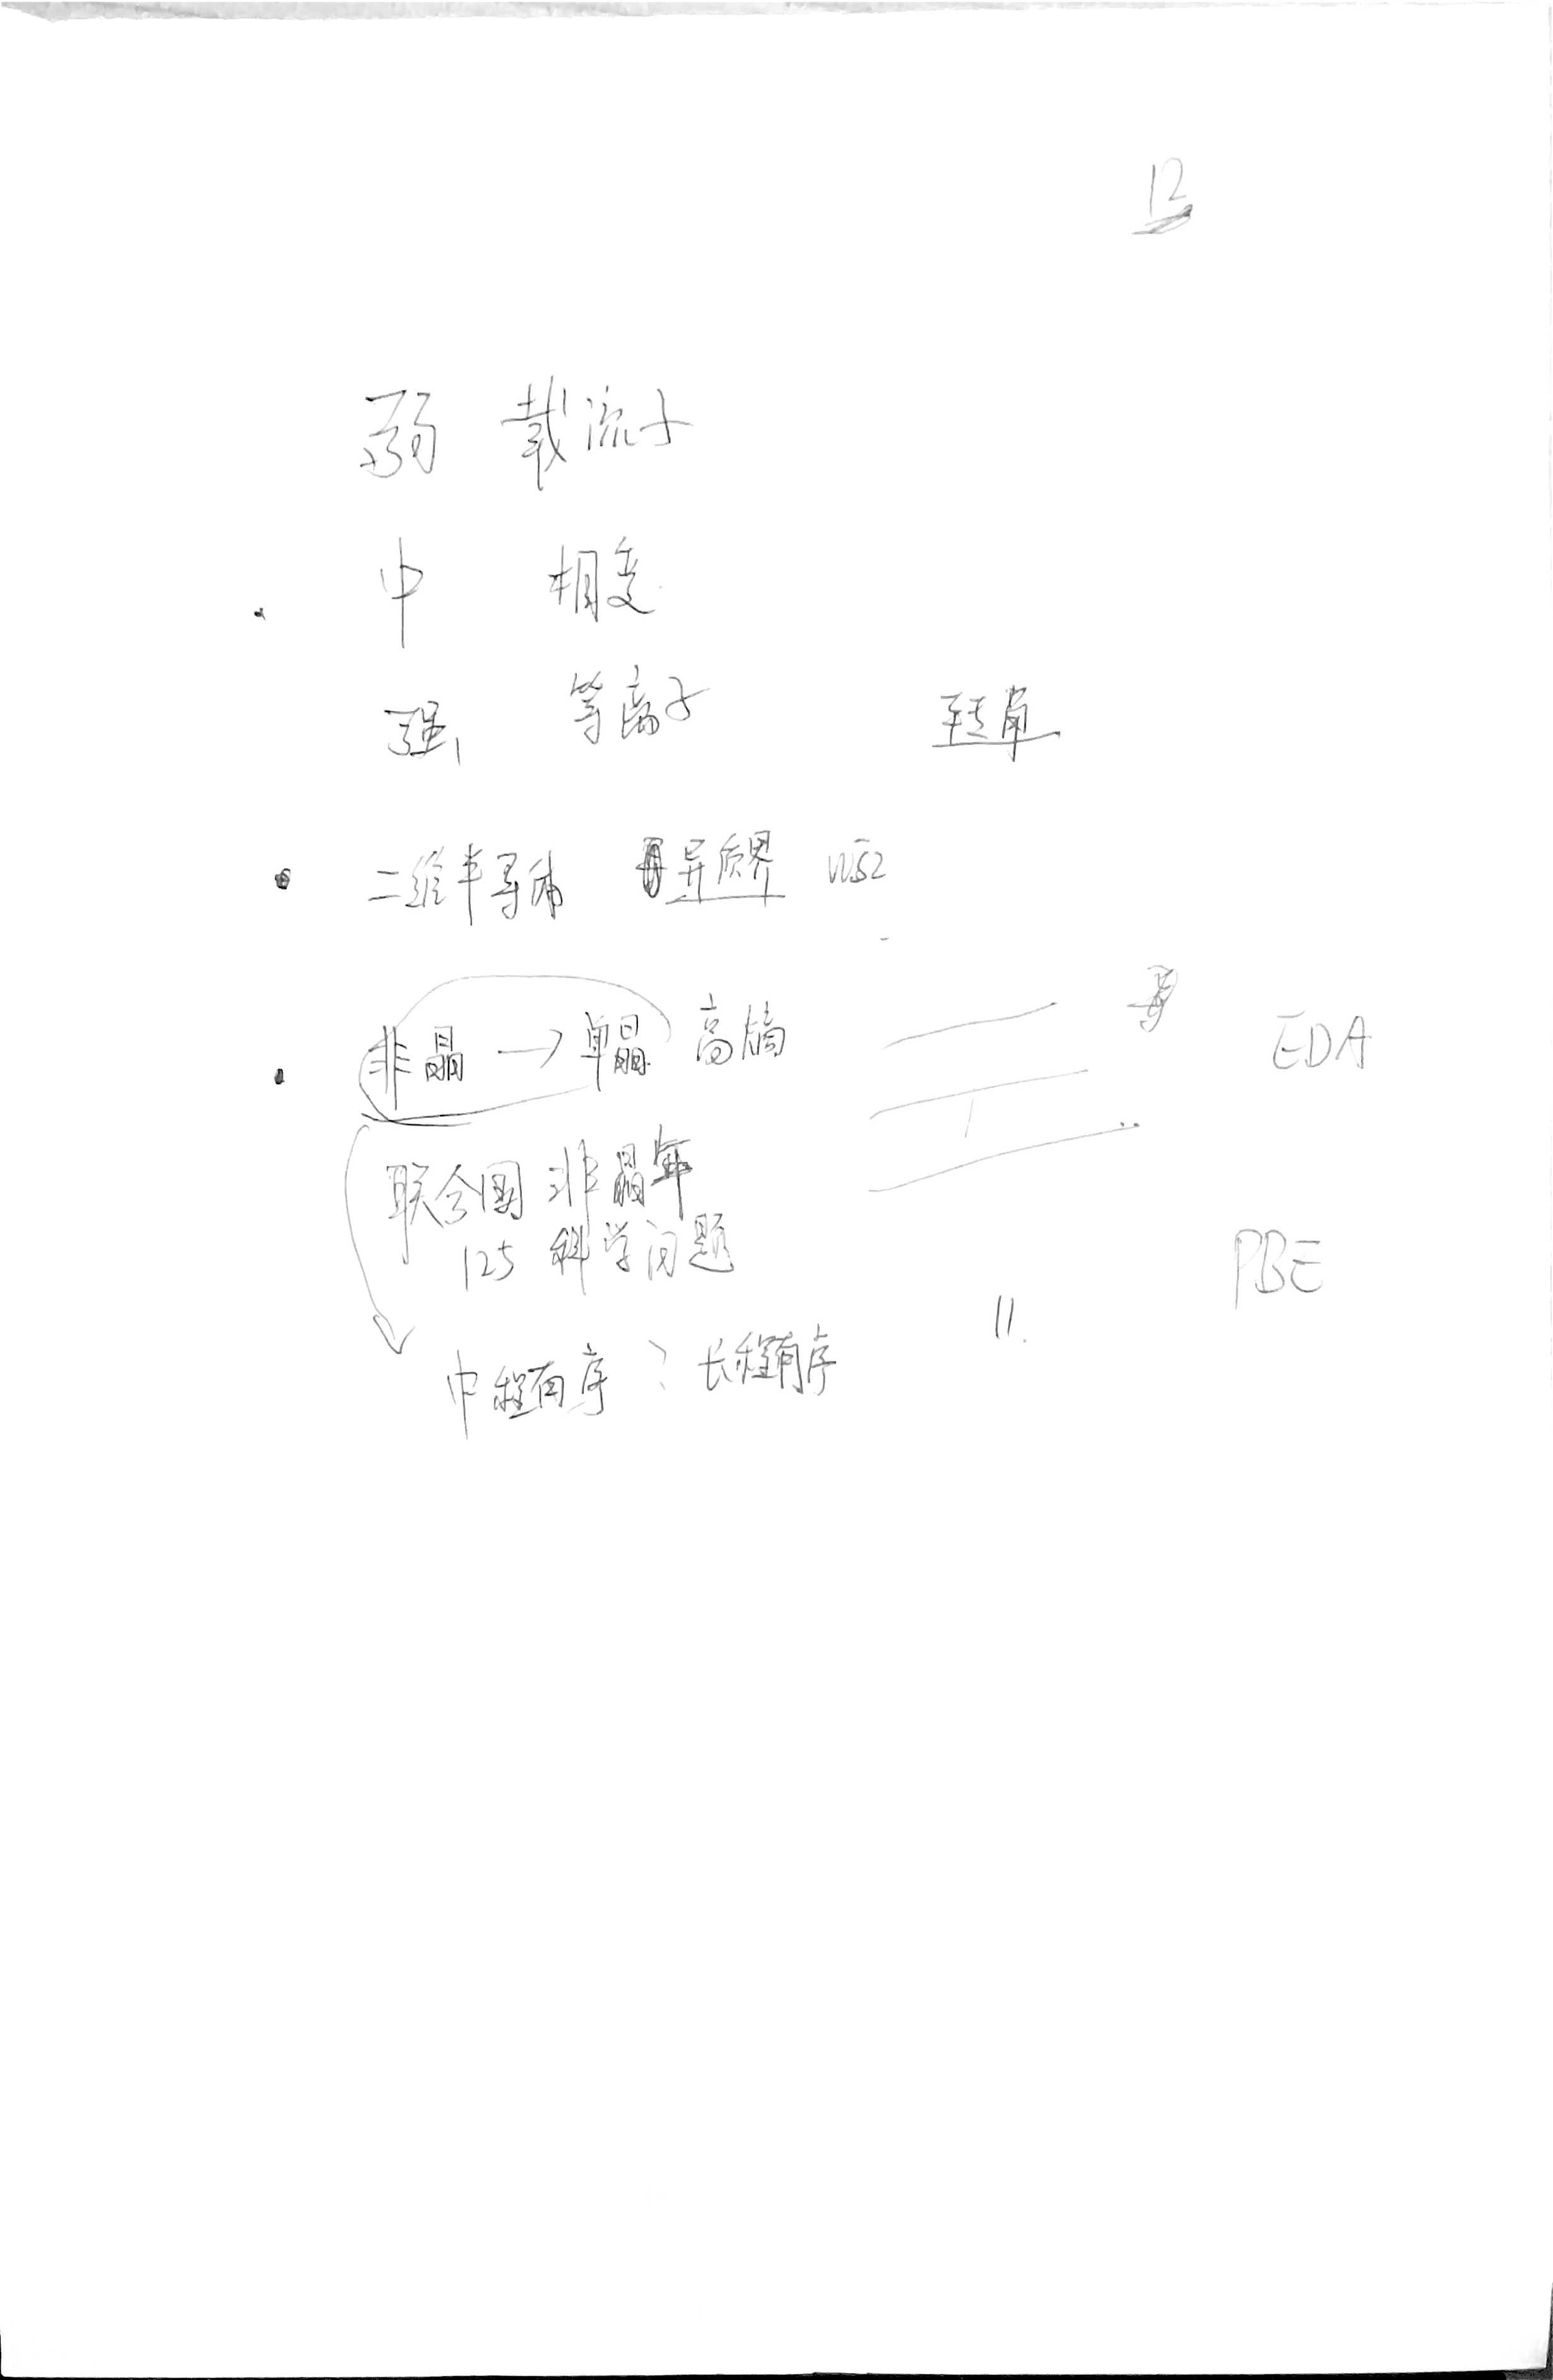 12
弱 载流子
中 相变
强 等离子
二维半导体 异质界 WS2
非晶 → 单晶 高熵
EDA
联合国 非晶年
125 科学问题
PBE
11.
中程有序 ? 长程有序